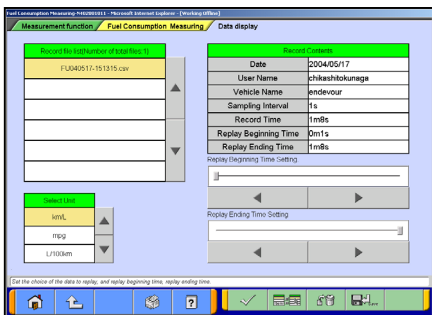 Fuel Consumption Measuring-M402001011 - Microsoft Internet Explorer - [Working Offline]
Measurement function Fuel Consumption Measuring Data display
Record file list(Number of total files:1)
FU040517-151315.csv
Record Contents
Date 2004/05/17
User Name chikashitokunaga
Vehicle Name endevour
Sampling Interval 1s
Record Time 1m8s
Replay Beginning Time 0m1s
Replay Ending Time 1m8s
Replay Beginning Time Setting
Select Unit
km/L
mpg
L/100km
Replay Ending Time Setting
Set the choice of the data to replay, and replay beginning time, replay ending time.
?